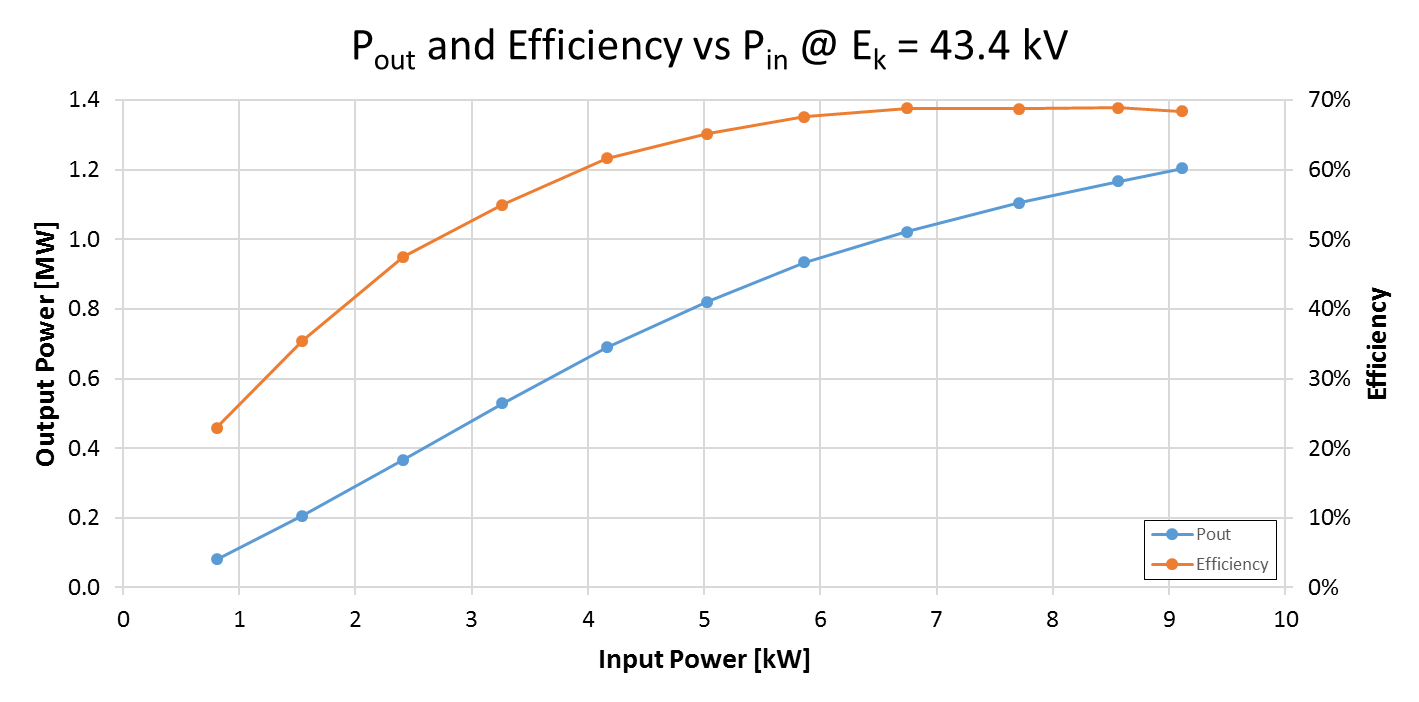 Pout and Efficiency vs Pin @ Ek = 43.4 kV
1.4
1.2
1.0
0.8
0.6
0.4
0.2
0.0
Output Power [MW]
70%
60%
50%
40%
30%
20%
10%
0%
Efficiency
Pout
Efficiency
0 1 2 3 4 5 6 7 8 9 10
Input Power [kW]